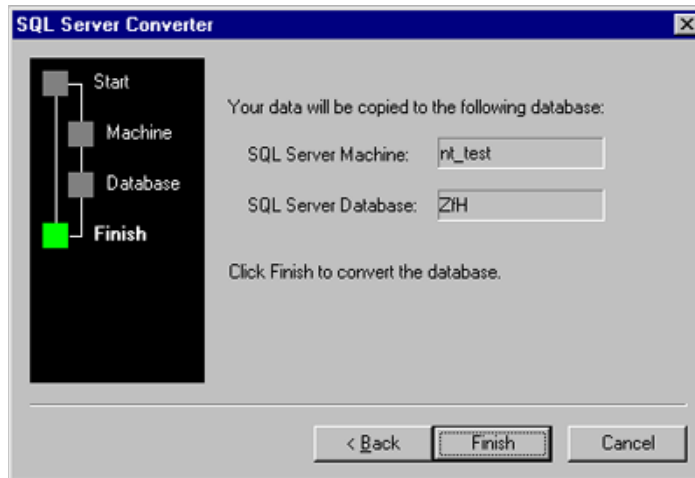 SQL Server Converter
Start
Machine
Database
Finish
Your data will be copied to the following database:
SQL Server Machine: nt_test
SQL Server Database: ZfH
Click Finish to convert the database.
< Back Finish Cancel